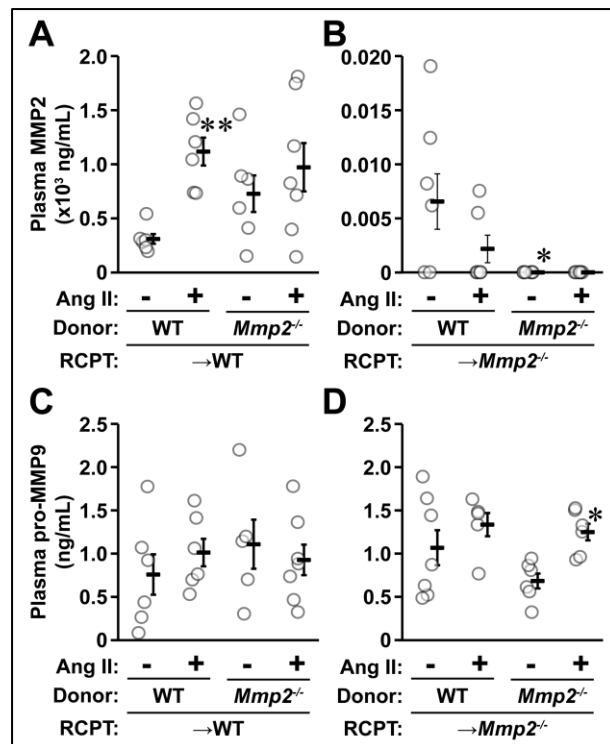 A
Plasma MMP2
(x10³ ng/mL)
2.0
1.5
1.0
0.5
0
**
Ang II: - + - +
Donor: WT Mmp2-/-
RCPT: →WT
B
0.020
0.015
0.010
0.005
0
*
Ang II: - + - +
Donor: WT Mmp2-/-
RCPT: →Mmp2-/-
C
Plasma pro-MMP9
(ng/mL)
2.5
2.0
1.5
1.0
0.5
0
Ang II: - + - +
Donor: WT Mmp2-/-
RCPT: →WT
D
2.5
2.0
1.5
1.0
0.5
0
*
Ang II: - + - +
Donor: WT Mmp2-/-
RCPT: →Mmp2-/-